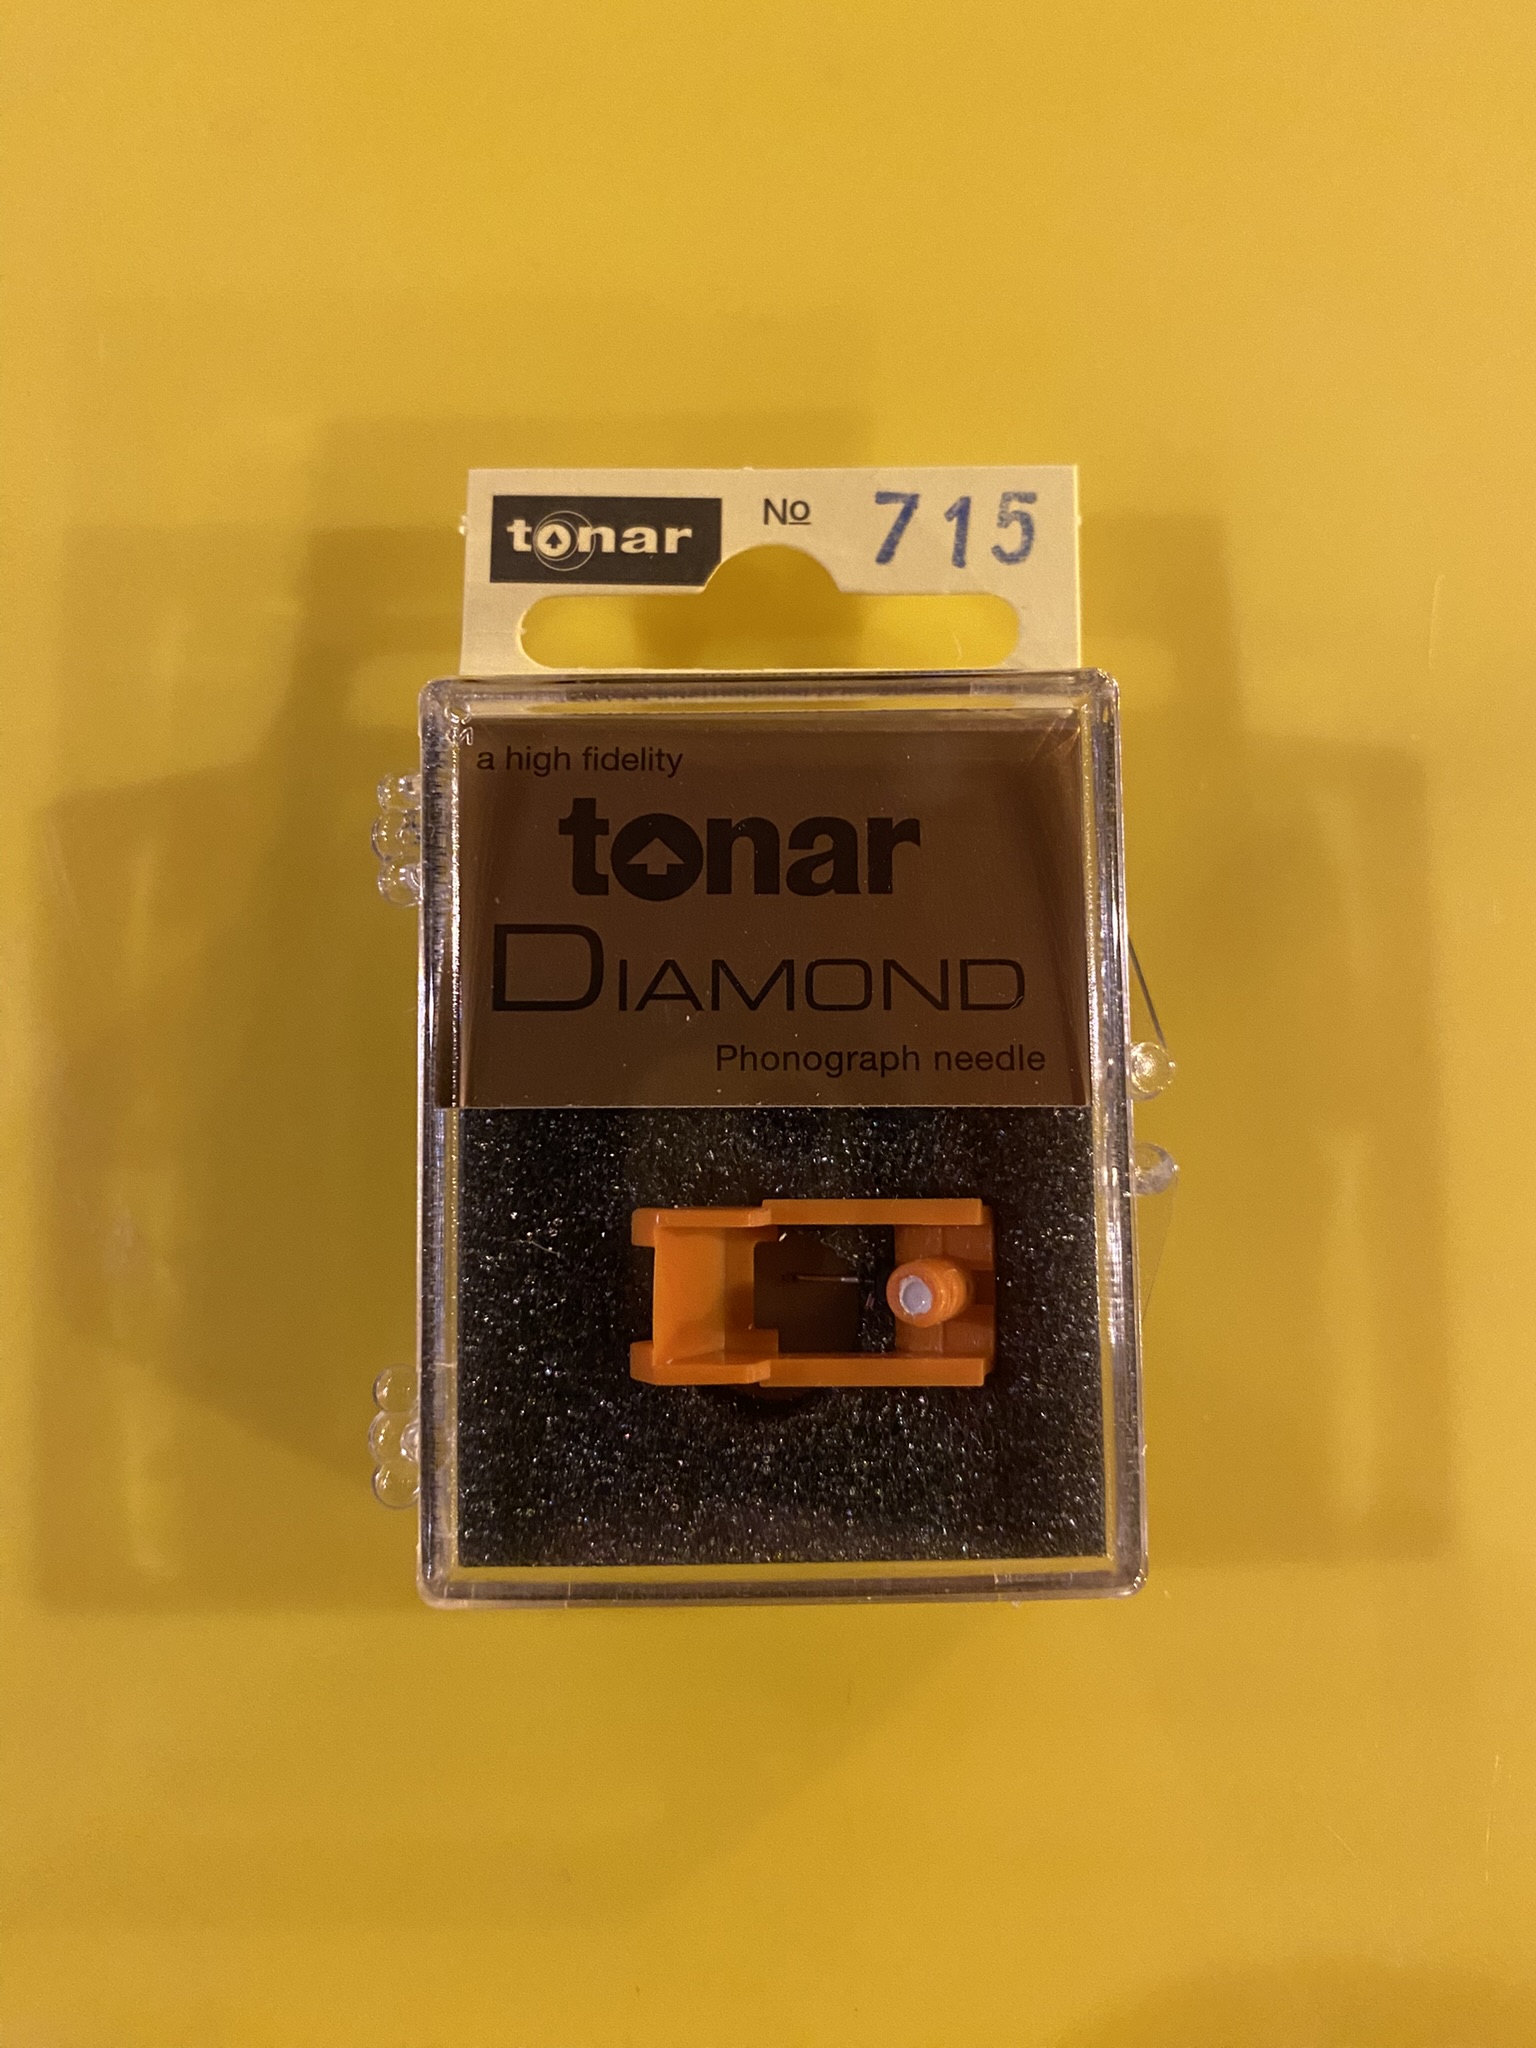 tonar
No 715
a high fidelity
tonar
DIAMOND
Phonograph needle